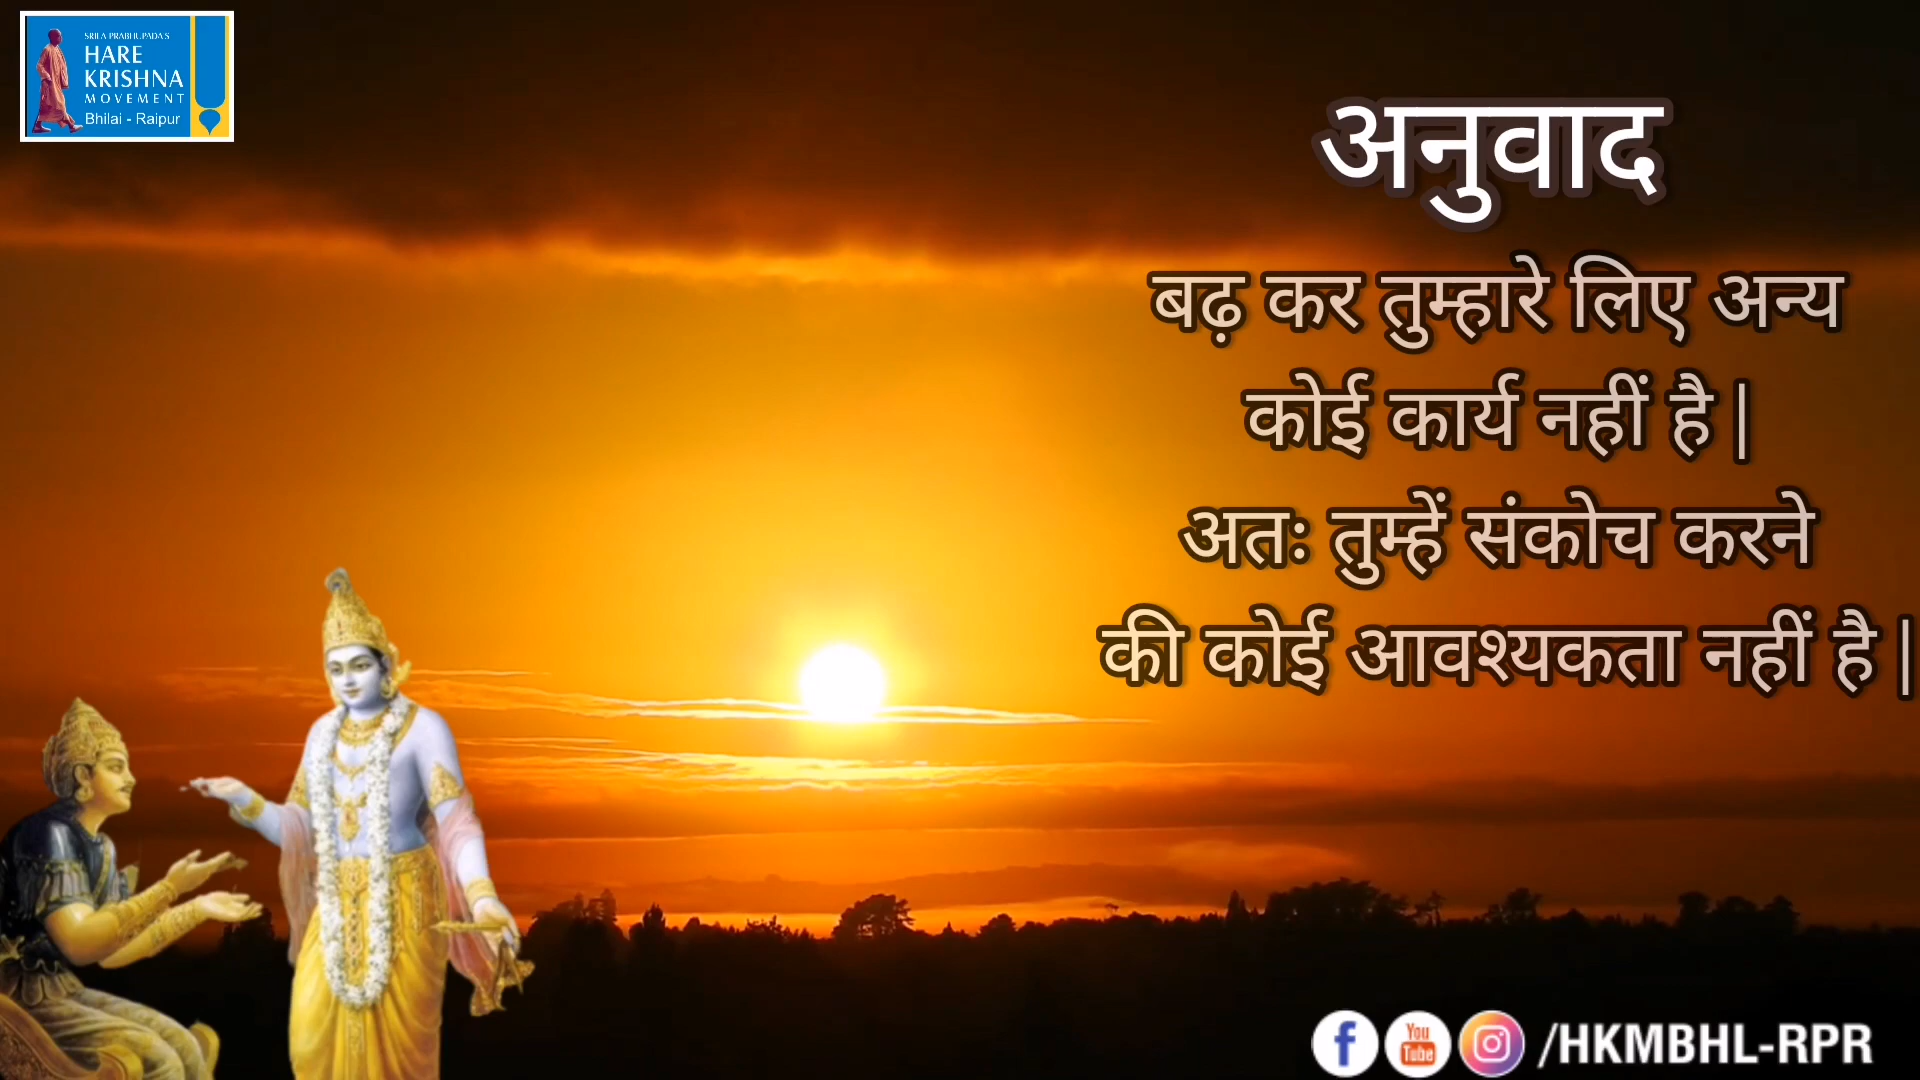 SRILA PRABHUPADA'S
HARE
KRISHNA
MOVEMENT
Bhilai - Raipur
अनुवाद
बढ़ कर तुम्हारे लिए अन्य
कोई कार्य नहीं है |
अतः तुम्हें संकोच करने
की कोई आवश्यकता नहीं है |
You
Tube
/HKMBHL-RPR